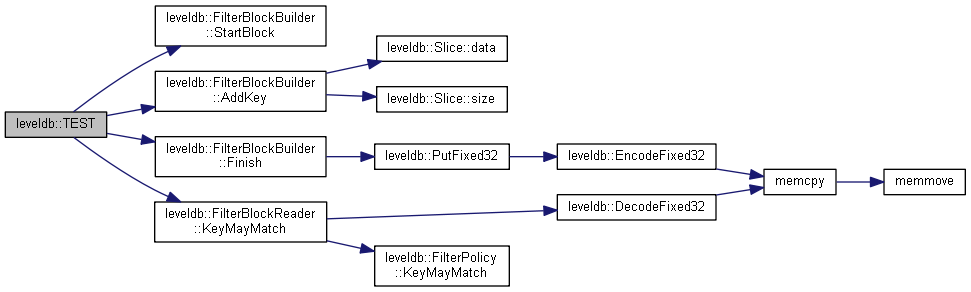 leveldb::TEST
leveldb::FilterBlockBuilder
::StartBlock
leveldb::FilterBlockBuilder
::AddKey
leveldb::Slice::data
leveldb::Slice::size
leveldb::FilterBlockBuilder
::Finish
leveldb::PutFixed32
leveldb::EncodeFixed32
memcpy
memmove
leveldb::FilterBlockReader
::KeyMayMatch
leveldb::DecodeFixed32
leveldb::FilterPolicy
::KeyMayMatch